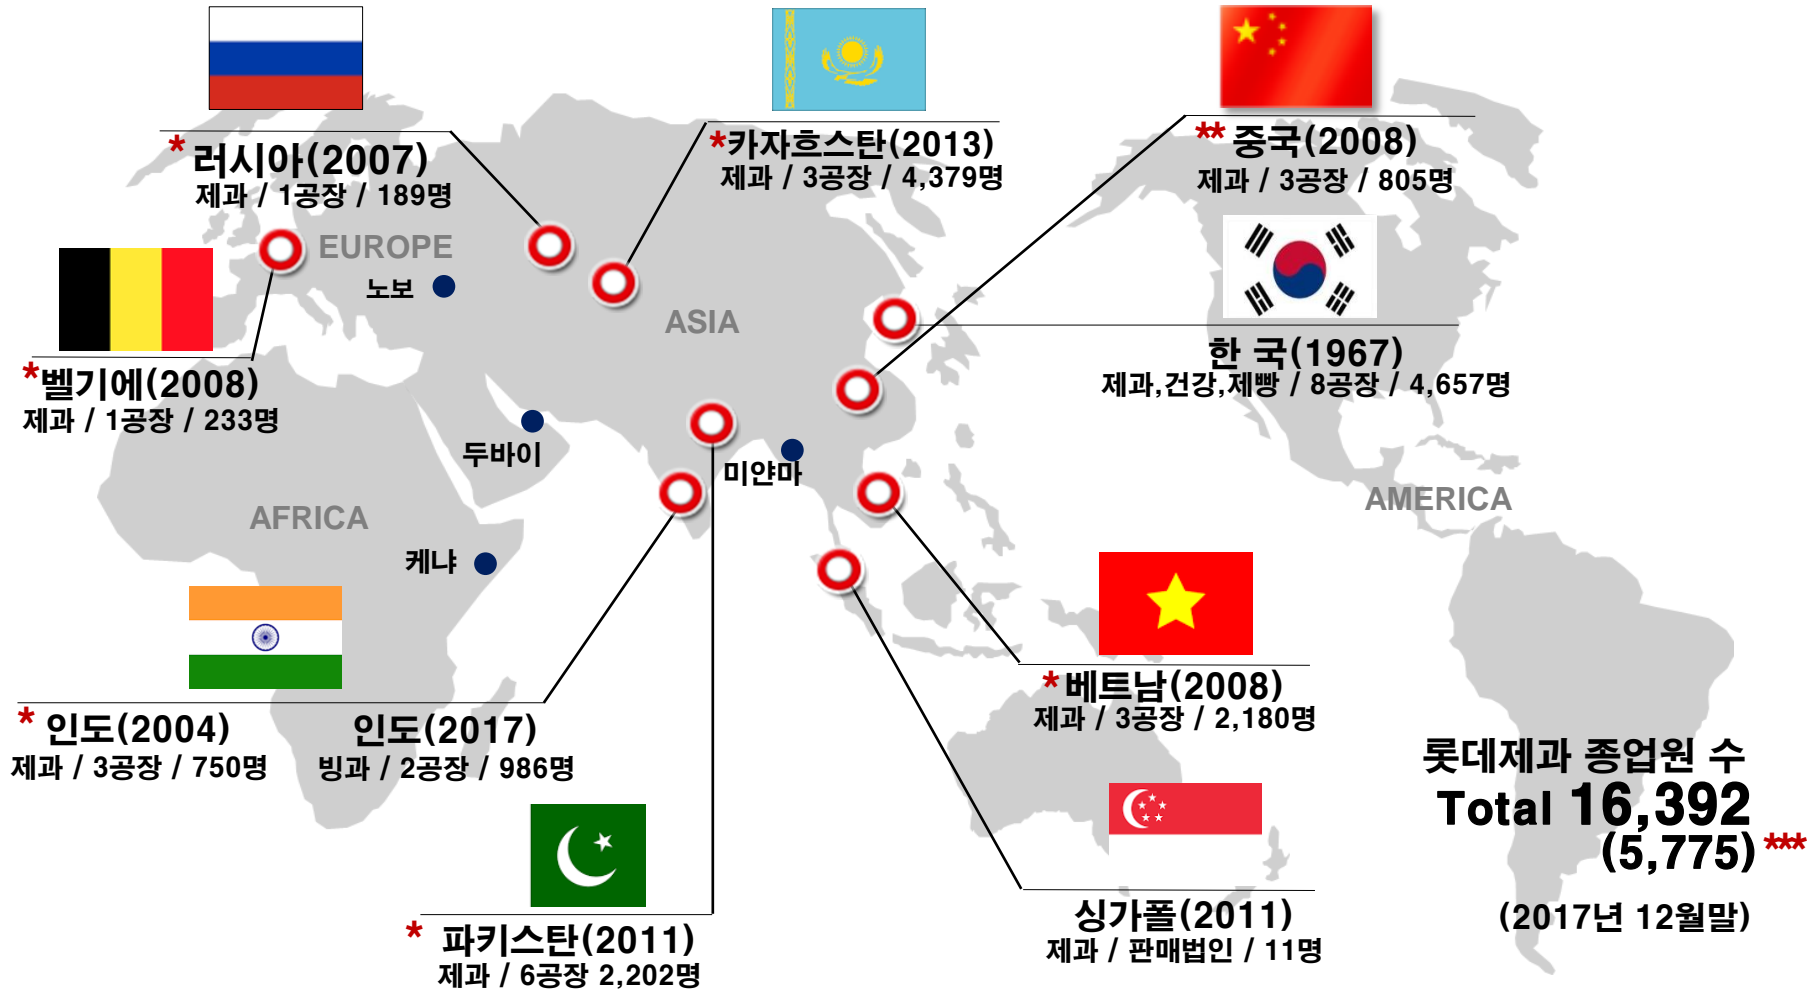 * 러시아(2007)
제과 / 1공장 / 189명
*카자흐스탄(2013)
제과 / 3공장 / 4,379명
** 중국(2008)
제과 / 3공장 / 805명
EUROPE
노보
ASIA
한 국(1967)
제과,건강,제빵 / 8공장 / 4,657명
*벨기에(2008)
제과 / 1공장 / 233명
두바이
미얀마
AFRICA
AMERICA
케냐
* 베트남(2008)
제과 / 3공장 / 2,180명
* 인도(2004)
제과 / 3공장 / 750명
인도(2017)
빙과 / 2공장 / 986명
롯데제과 종업원 수
Total 16,392
(5,775) ***
(2017년 12월말)
* 파키스탄(2011)
제과 / 6공장 2,202명
싱가폴(2011)
제과 / 판매법인 / 11명